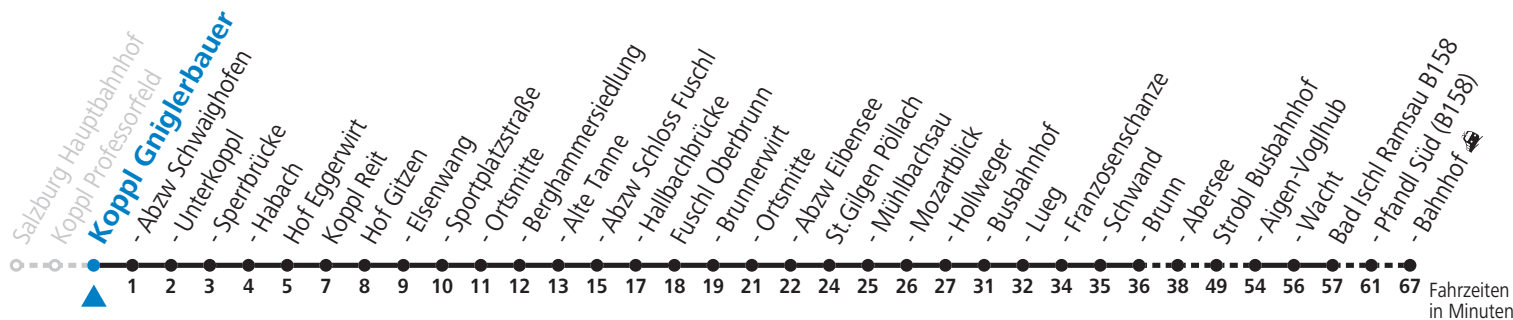 Salzburg Hauptbahnhof
Koppl Professorfeld
Koppl Gniglerbauer
- Abzw Schwaighofen
- Unterkoppl
- Sperrbrücke
- Habach
Hof Eggerwirt
Koppl Reit
Hof Gitzen
- Eisenwang
- Sportplatzstraße
- Ortsmitte
- Berghammersiedlung
- Alte Tanne
- Abzw Schloss Fuschl
- Hallbachbrücke
Fuschl Oberbrunn
- Brunnerwirt
- Ortsmitte
- Abzw Eibensee
St.Gilgen Pöllach
- Mühlbachsau
- Mozartblick
- Hollweger
- Busbahnhof
- Lueg
- Franzosenschanze
- Schwand
- Brunn
- Abersee
Strobl Busbahnhof
- Aigen-Voglhub
- Wacht
Bad Ischl Ramsau B158
- Pfandl Süd (B158)
- Bahnhof
1 2 3 4 5 7 8 9 10 11 12 13 15 17 18 19 21 22 24 25 26 27 31 32 34 35 36 38 49 54 56 57 61 67
Fahrzeiten
in Minuten